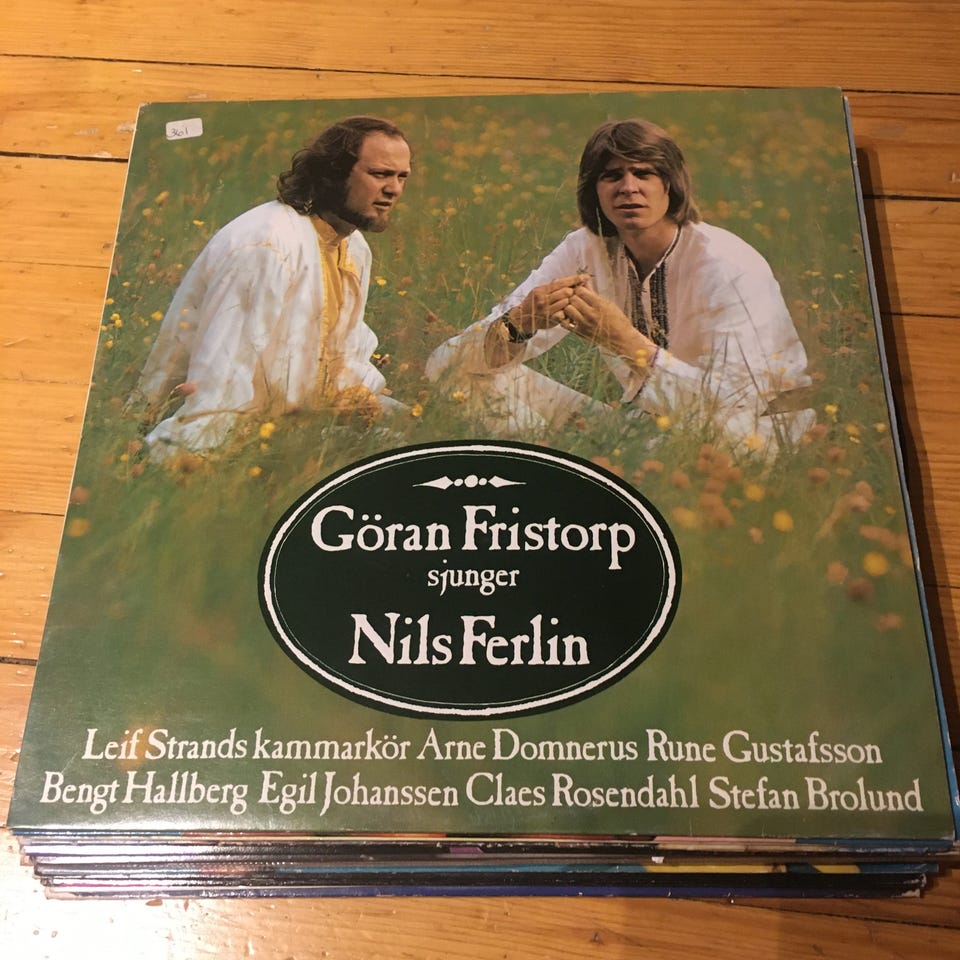 361
Göran Fristorp
sjunger
Nils Ferlin
Leif Strands kammarkör Arne Domnerus Rune Gustafsson
Bengt Hallberg Egil Johanssen Claes Rosendahl Stefan Brolund